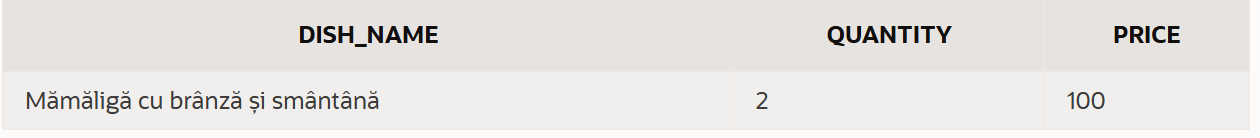 DISH_NAME QUANTITY PRICE
Mămăligă cu brânză și smântână 2 100